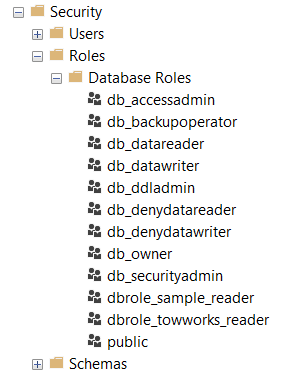 Security
Users
Roles
Database Roles
db_accessadmin
db_backupoperator
db_datareader
db_datawriter
db_ddladmin
db_denydatareader
db_denydatawriter
db_owner
db_securityadmin
dbrole_sample_reader
dbrole_towworks_reader
public
Schemas